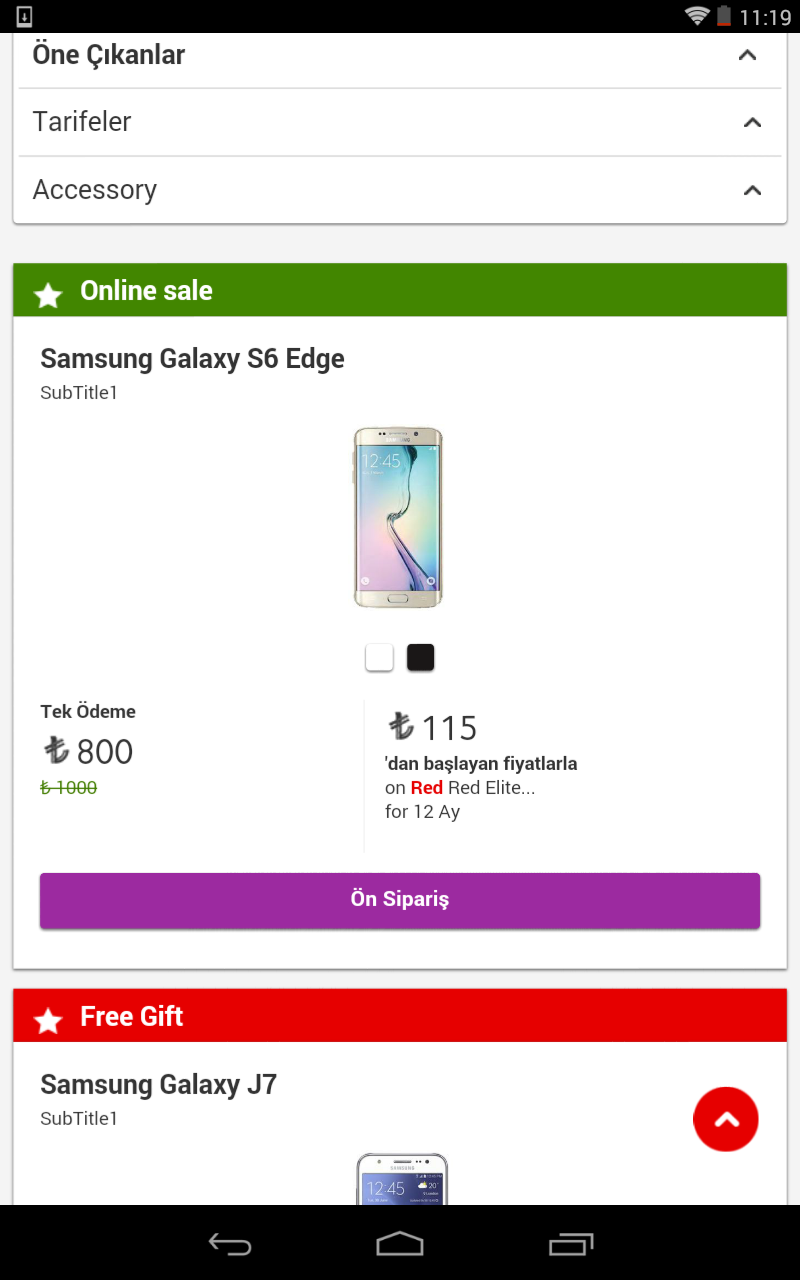 11:19
Öne Çıkanlar
Tarifeler
Accessory
Online sale
Samsung Galaxy S6 Edge
SubTitle1
12:45
Tek Ödeme
₺ 800
₺ 1000
₺ 115
'dan başlayan fiyatlarla
on Red Red Elite...
for 12 Ay
Ön Sipariş
Free Gift
Samsung Galaxy J7
SubTitle1
SAMSUNG
12:45
20°